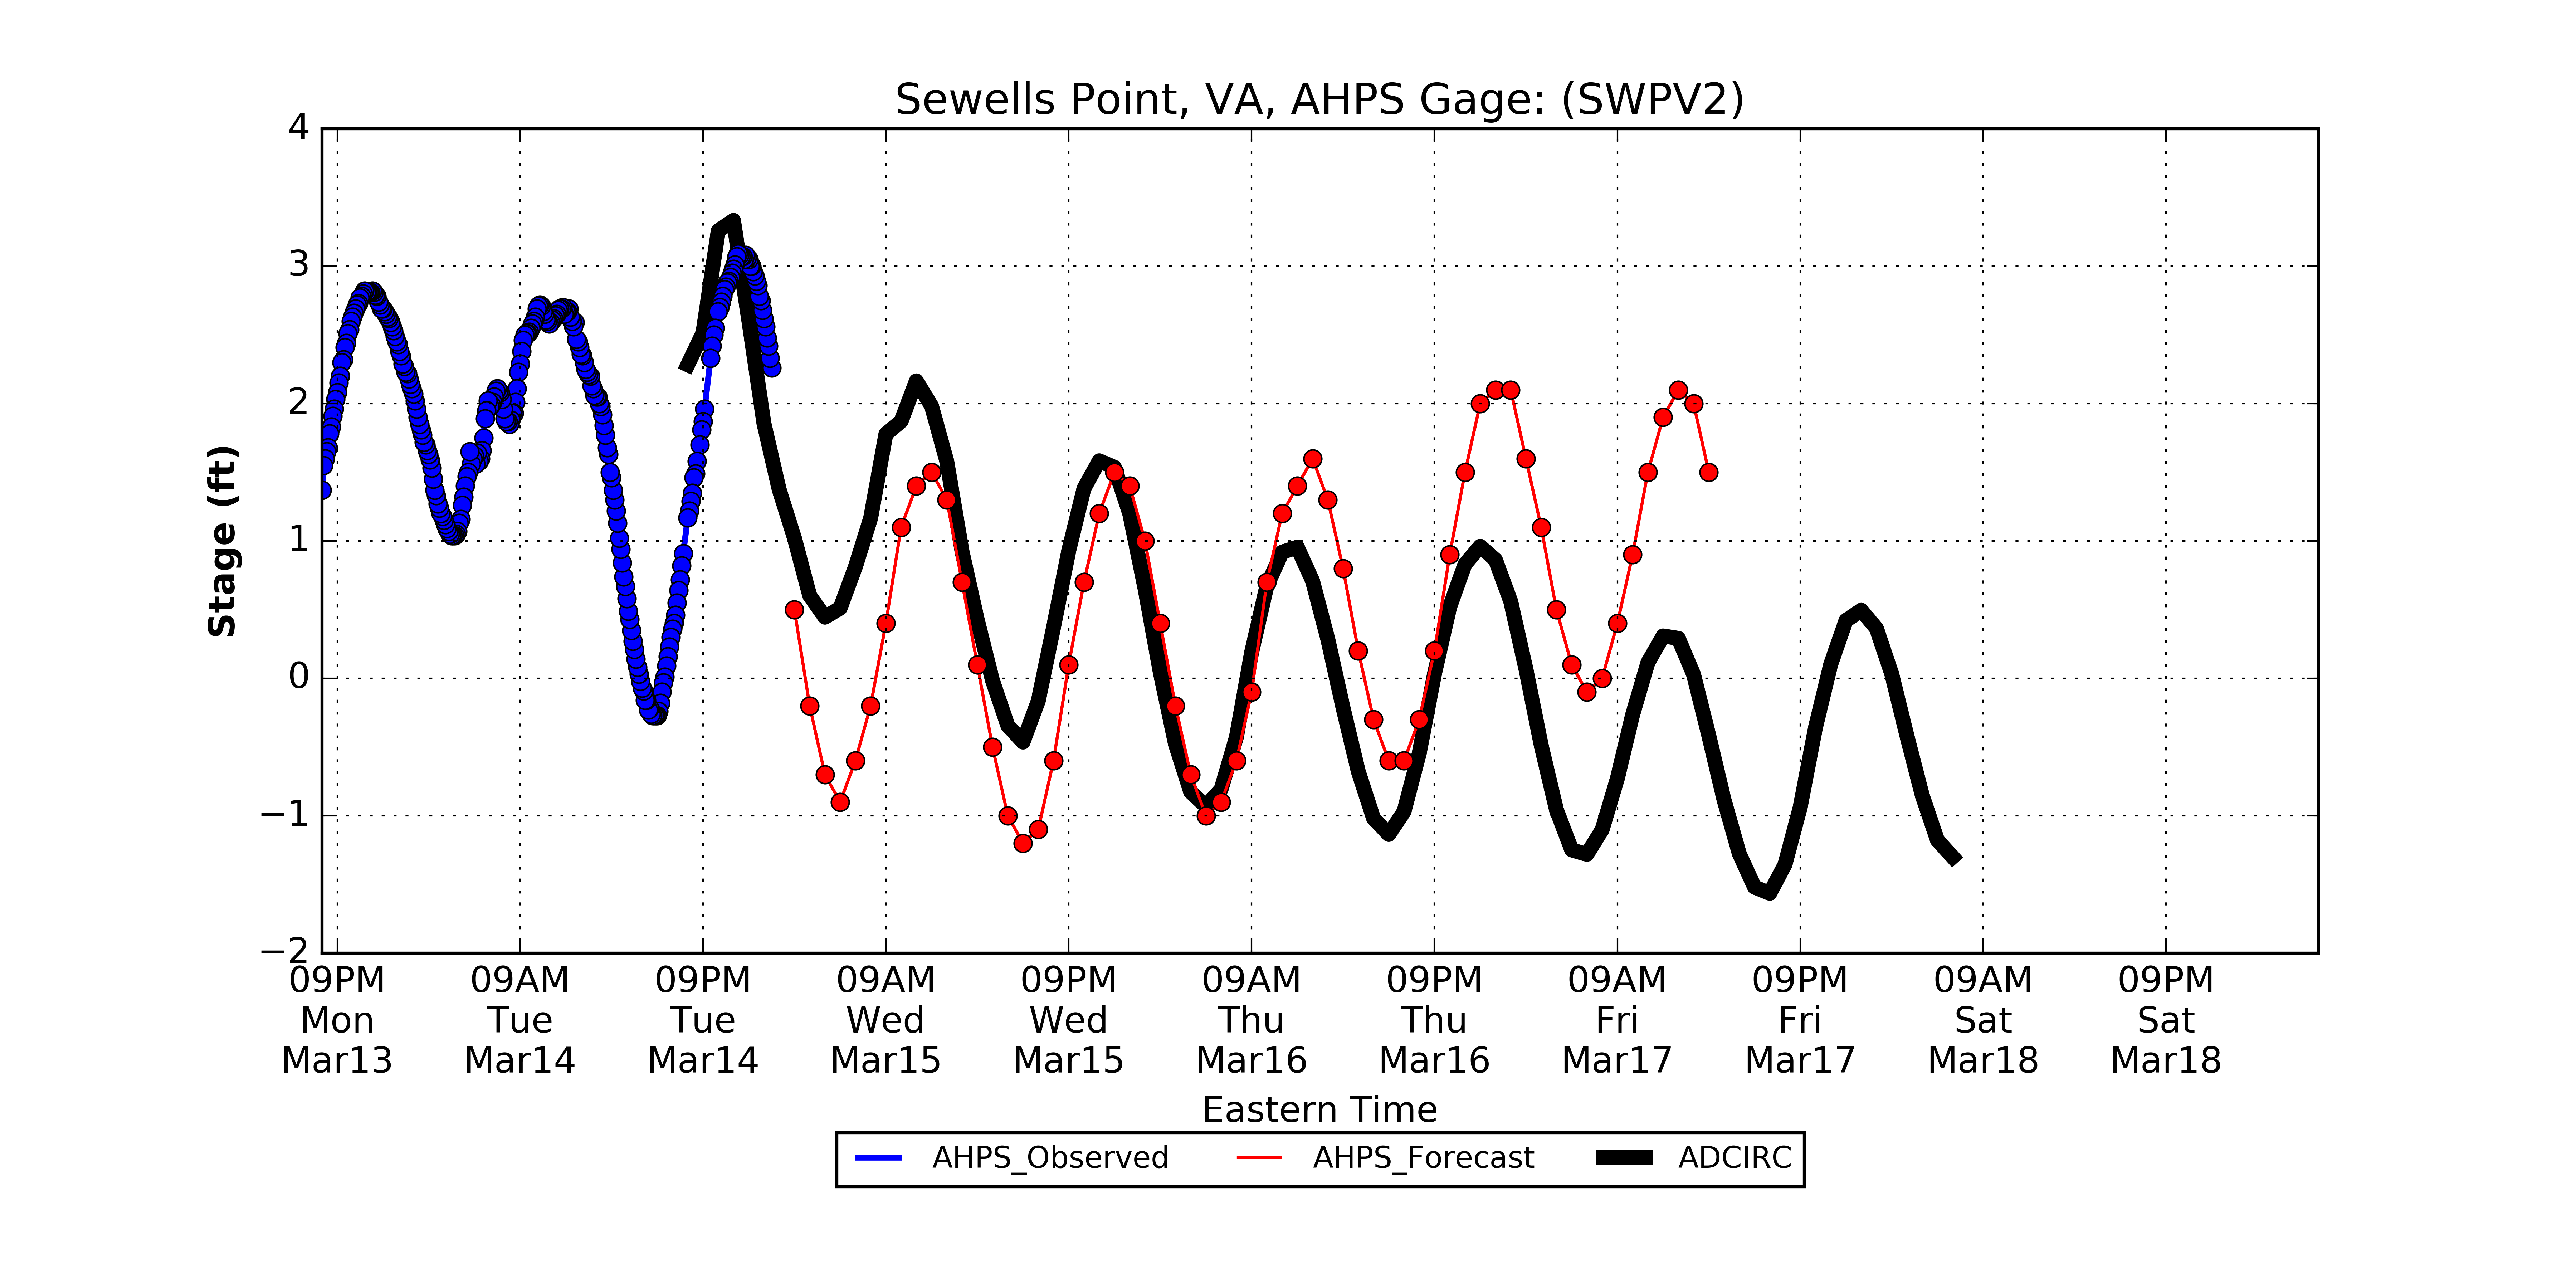 Sewells Point, VA, AHPS Gage: (SWPV2)
4
3
2
1
0
−1
−2
Stage (ft)
09PM 09AM 09PM 09AM 09PM 09AM 09PM 09AM 09PM 09AM 09PM
Mon Tue Tue Wed Wed Thu Thu Fri Fri Sat Sat
Mar13 Mar14 Mar14 Mar15 Mar15 Mar16 Mar16 Mar17 Mar17 Mar18 Mar18
Eastern Time
AHPS_Observed AHPS_Forecast ADCIRC